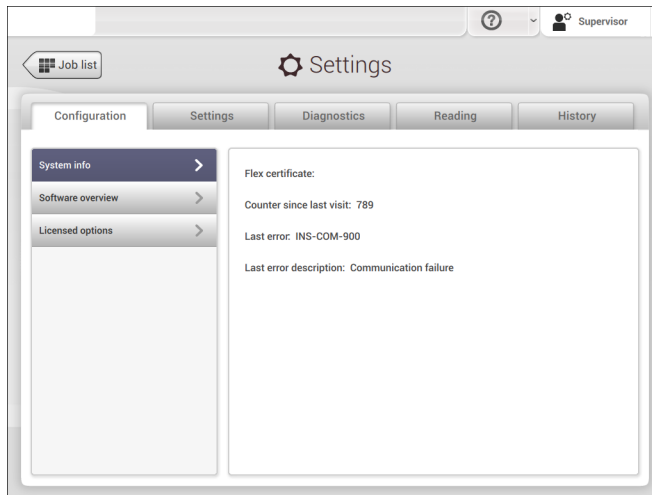 ?
Supervisor
Job list
Settings
Configuration
Settings
Diagnostics
Reading
History
System info
Software overview
Licensed options
Flex certificate:
Counter since last visit: 789
Last error: INS-COM-900
Last error description: Communication failure